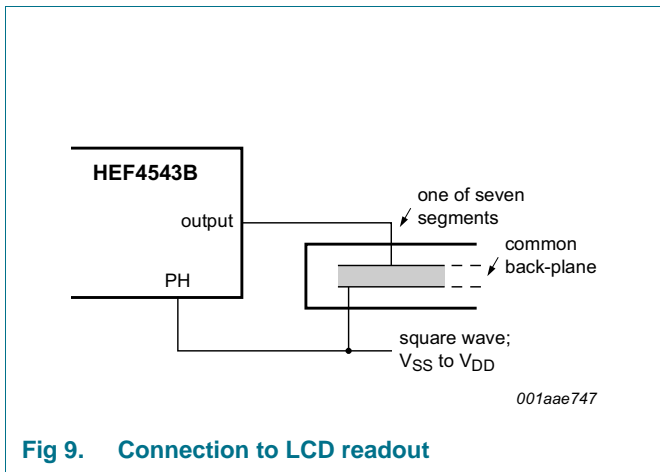 HEF4543B
output
one of seven
segments
common
back-plane
PH
square wave;
VSS to VDD
001aae747
Fig 9. Connection to LCD readout